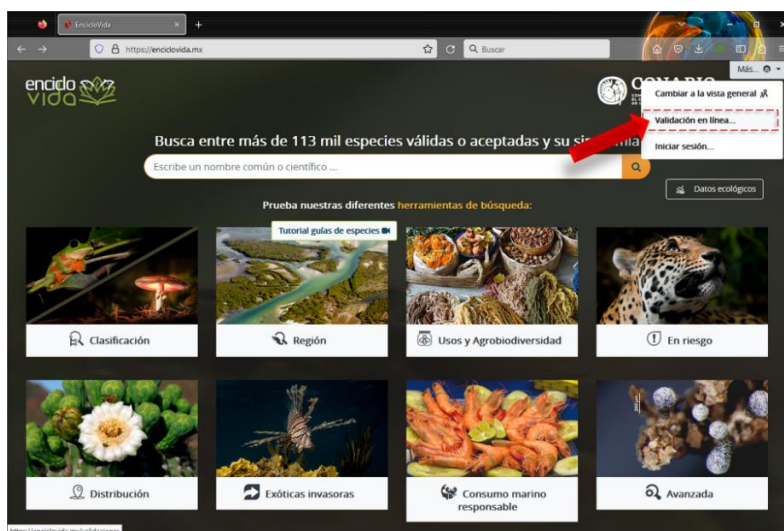 EncicloVida
https://enciclovida.mx
Buscar
Más...
encido
vida
Cambiar a la vista general
Validación en línea...
Iniciar sesión...
Busca entre más de 113 mil especies válidas o aceptadas y su
Escribe un nombre común o científico ...
Datos ecológicos
Prueba nuestras diferentes herramientas de búsqueda:
Tutorial guías de especies
Clasificación
Región
Usos y Agrobiodiversidad
En riesgo
Distribución
Exóticas invasoras
Consumo marino
responsable
Avanzada